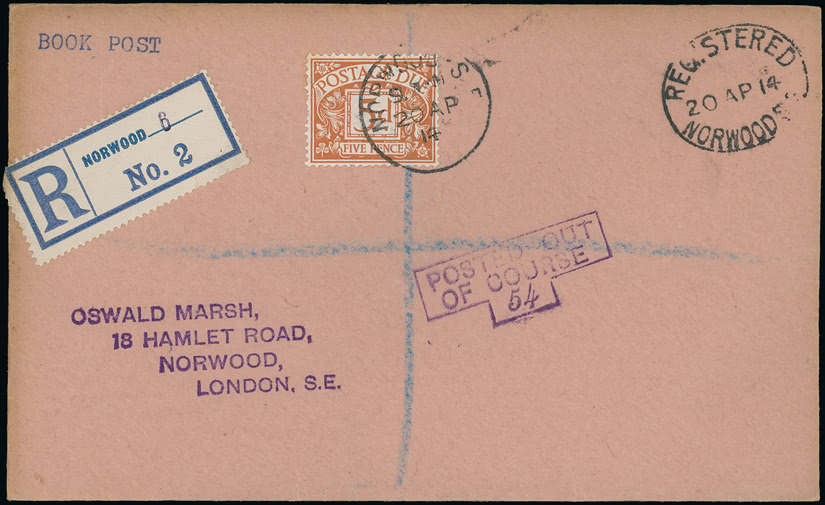 BOOK POST
R
NORWOOD 6
No. 2
POSTAGE DUE
FIVE PENCE
NORWOOD S.E
20 AP
14
REGISTERED
20 AP 14
NORWOOD S.E
POSTED OUT
OF COURSE
54
OSWALD MARSH,
18 HAMLET ROAD,
NORWOOD,
LONDON, S.E.